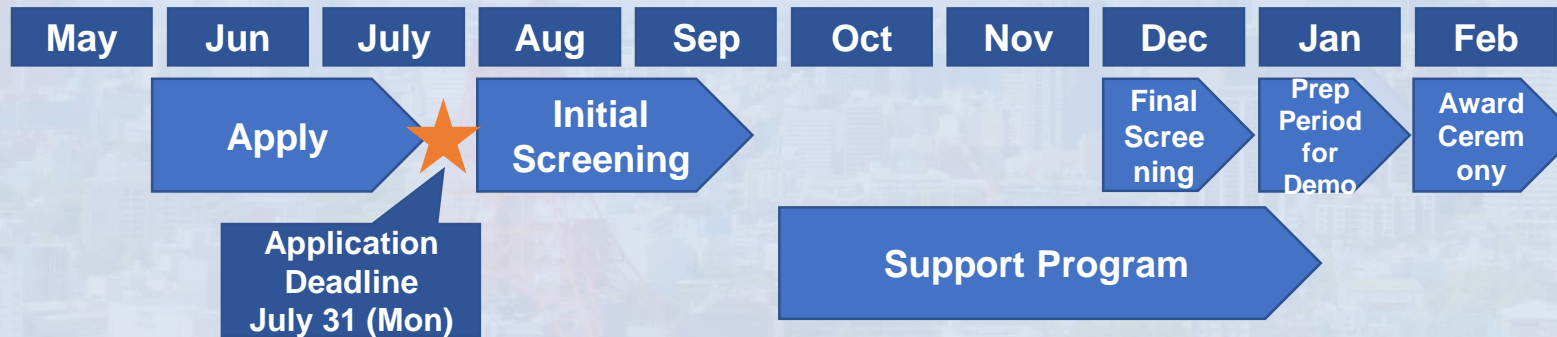 May Jun July Aug Sep Oct Nov Dec Jan Feb
Apply
Initial
Screening
Final
Scree
ning
Prep
Period
for
Demo
Award
Cerem
ony
Application
Deadline
July 31 (Mon)
Support Program